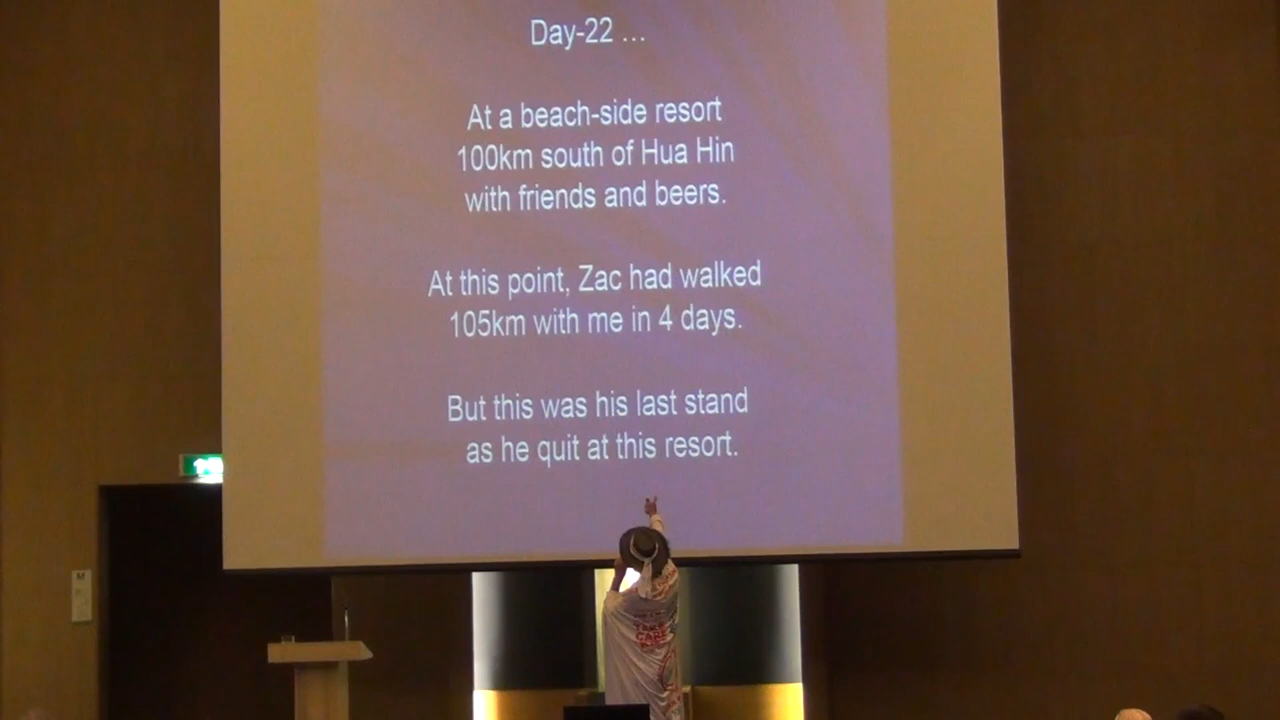 Day-22 ...
At a beach-side resort
100km south of Hua Hin
with friends and beers.
At this point, Zac had walked
105km with me in 4 days.
But this was his last stand
as he quit at this resort.
TAKE
CARE